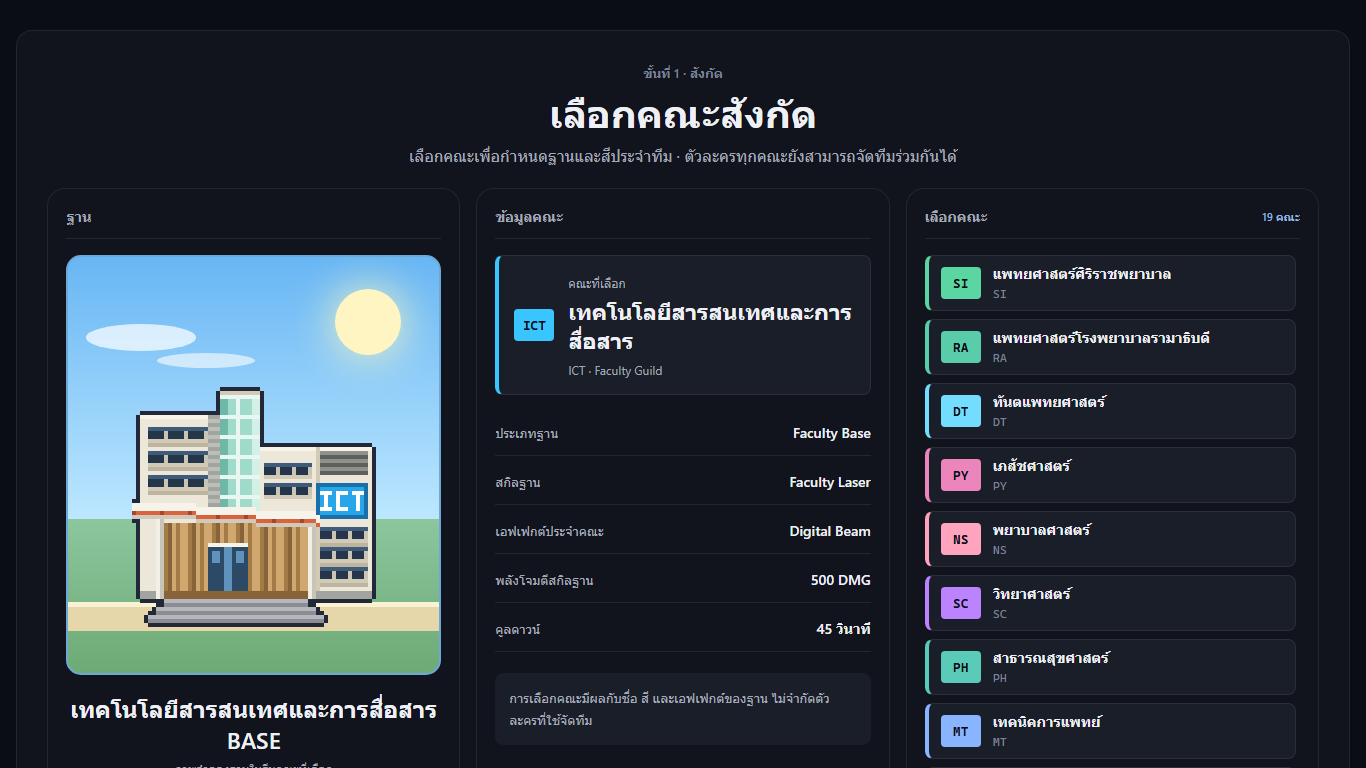 ขั้นที่ 1 · สังกัด
เลือกคณะสังกัด
เลือกคณะเพื่อกำหนดฐานและสีประจำทีม · ตัวละครทุกคณะยังสามารถจัดทีมร่วมกันได้
ฐาน
ICT
เทคโนโลยีสารสนเทศและการสื่อสาร
BASE
ข้อมูลคณะ
ICT
คณะที่เลือก
เทคโนโลยีสารสนเทศและการ
สื่อสาร
ICT · Faculty Guild
ประเภทฐาน Faculty Base
สกิลฐาน Faculty Laser
เอฟเฟกต์ประจำคณะ Digital Beam
พลังโจมตีสกิลฐาน 500 DMG
คูลดาวน์ 45 วินาที
การเลือกคณะมีผลกับชื่อ สี และเอฟเฟกต์ของฐาน ไม่จำกัดตัว
ละครที่ใช้จัดทีม
เลือกคณะ 19 คณะ
SI แพทยศาสตร์ศิริราชพยาบาล
SI
RA แพทยศาสตร์โรงพยาบาลรามาธิบดี
RA
DT ทันตแพทยศาสตร์
DT
PY เภสัชศาสตร์
PY
NS พยาบาลศาสตร์
NS
SC วิทยาศาสตร์
SC
PH สาธารณสุขศาสตร์
PH
MT เทคนิคการแพทย์
MT